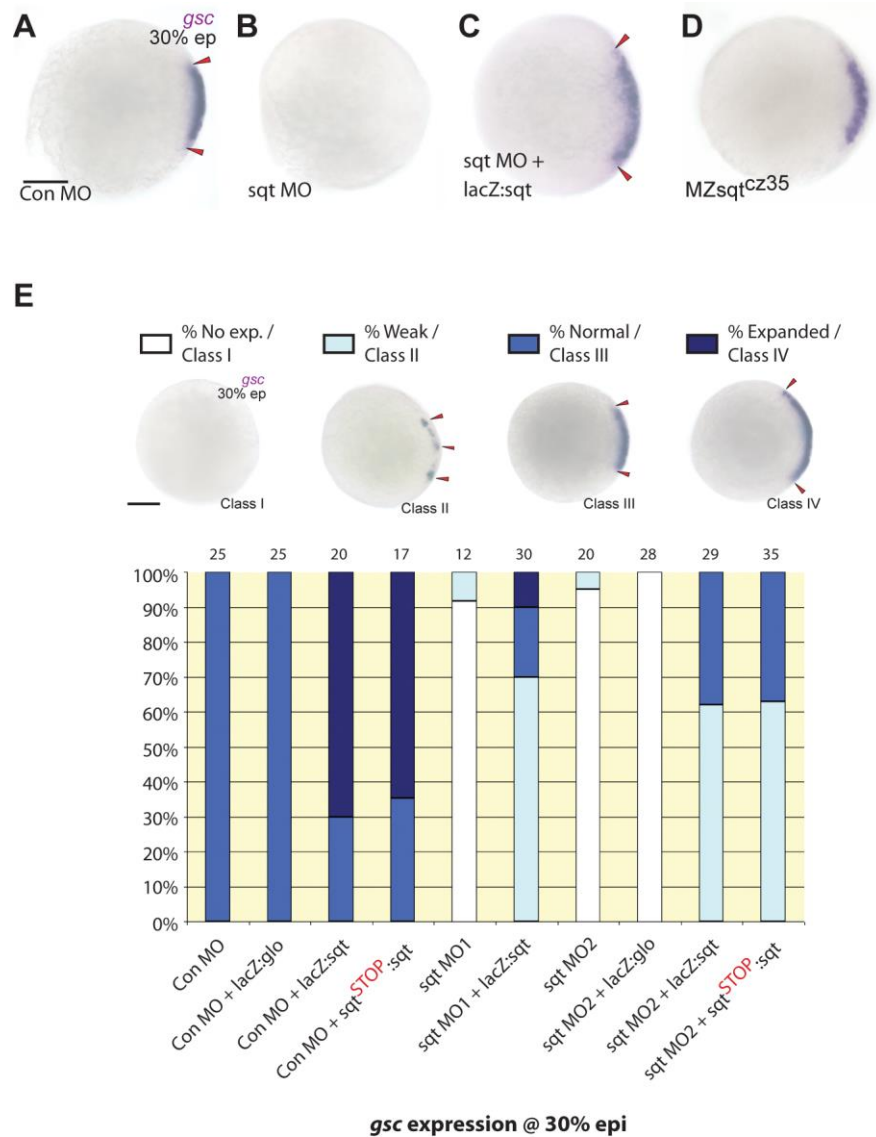 A
gsc
30% ep
Con MO
B
sqt MO
C
sqt MO +
lacZ:sqt
D
MZsqtcz35
E
% No exp. /
Class I
% Weak /
Class II
% Normal /
Class III
% Expanded /
Class IV
gsc
30% ep
Class I
Class II
Class III
Class IV
25 25 20 17 12 30 20 28 29 35
100%
90%
80%
70%
60%
50%
40%
30%
20%
10%
0%
Con MO
Con MO + lacZ:glo
Con MO + lacZ:sqt
Con MO + sqtSTOP:sqt
sqt MO1
sqt MO1 + lacZ:sqt
sqt MO2
sqt MO2 + lacZ:glo
sqt MO2 + lacZ:sqt
sqt MO2 + sqtSTOP:sqt
gsc expression @ 30% epi